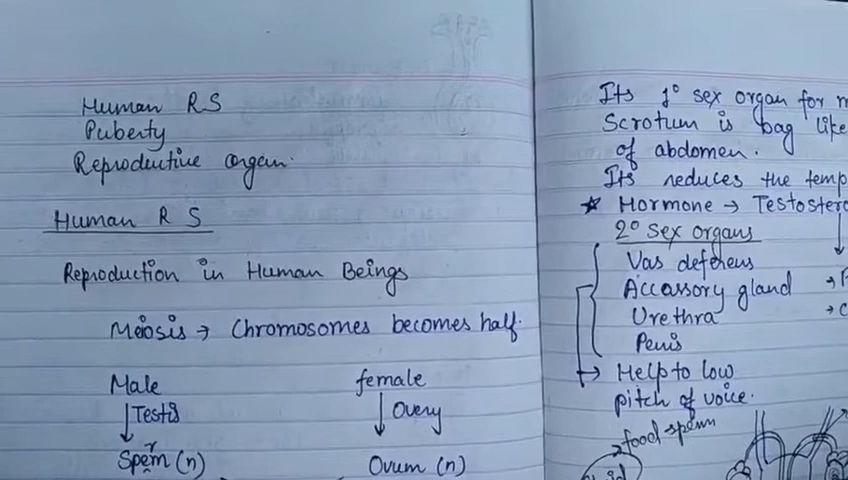 Human RS
Puberty
Reproductive organ.
Human R S
Reproduction in Human Beings
Meiosis → Chromosomes becomes half.
Male
Testis
Sperm (n)
female
Overy
Ovum (n)
Its 1° sex organ for
Scrotum is bag like
of abdomen.
Its reduces the temp
★ Hormone → Testostero
2° Sex organs
Vas deferens
Accassory gland
Urethra
Penis
→ Help to low
pitch of voice.
food sperm